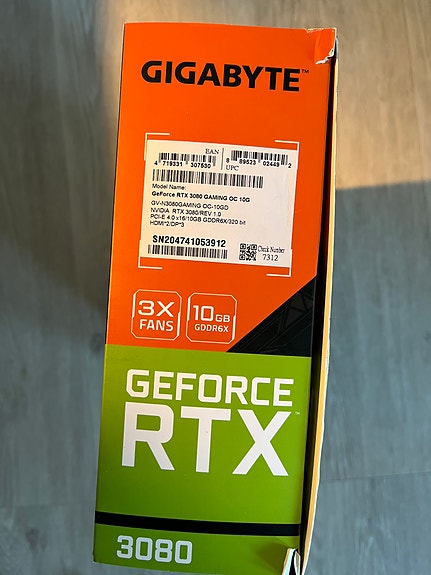 GIGABYTE™
EAN
4 719331 307530
8 89523 02449 2
UPC
Model Name:
GeForce RTX 3080 GAMING OC 10G
GV-N3080GAMING OC-10GD
NVIDIA RTX 3080/REV 1.0
PCI-E 4.0 x16/10GB GDDR6X/320 bit
HDMI*2/DP*3
SN204741053912
Check Number
7312
3X
FANS
10GB
GDDR6X
GEFORCE
RTX™
3080